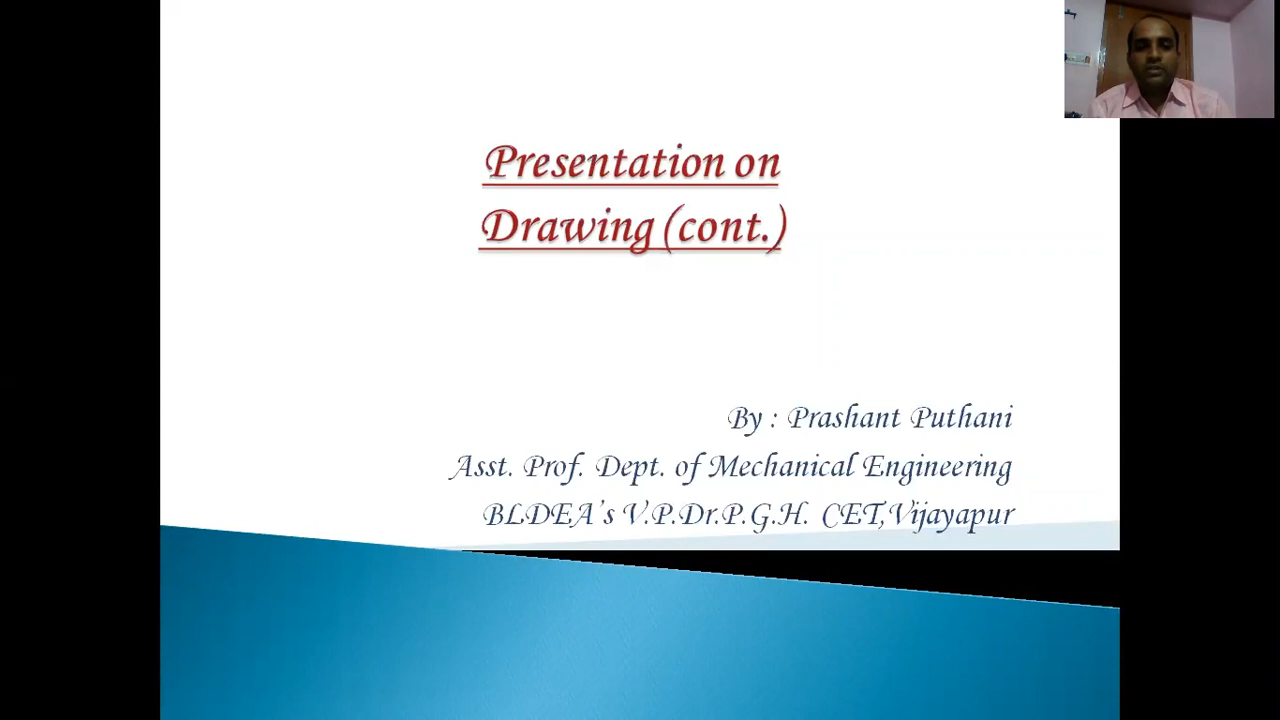 Presentation on
Drawing (cont.)
By : Prashant Puthani
Asst. Prof. Dept. of Mechanical Engineering
BLDEA's V.P.Dr.P.G.H. CET,Vijayapur